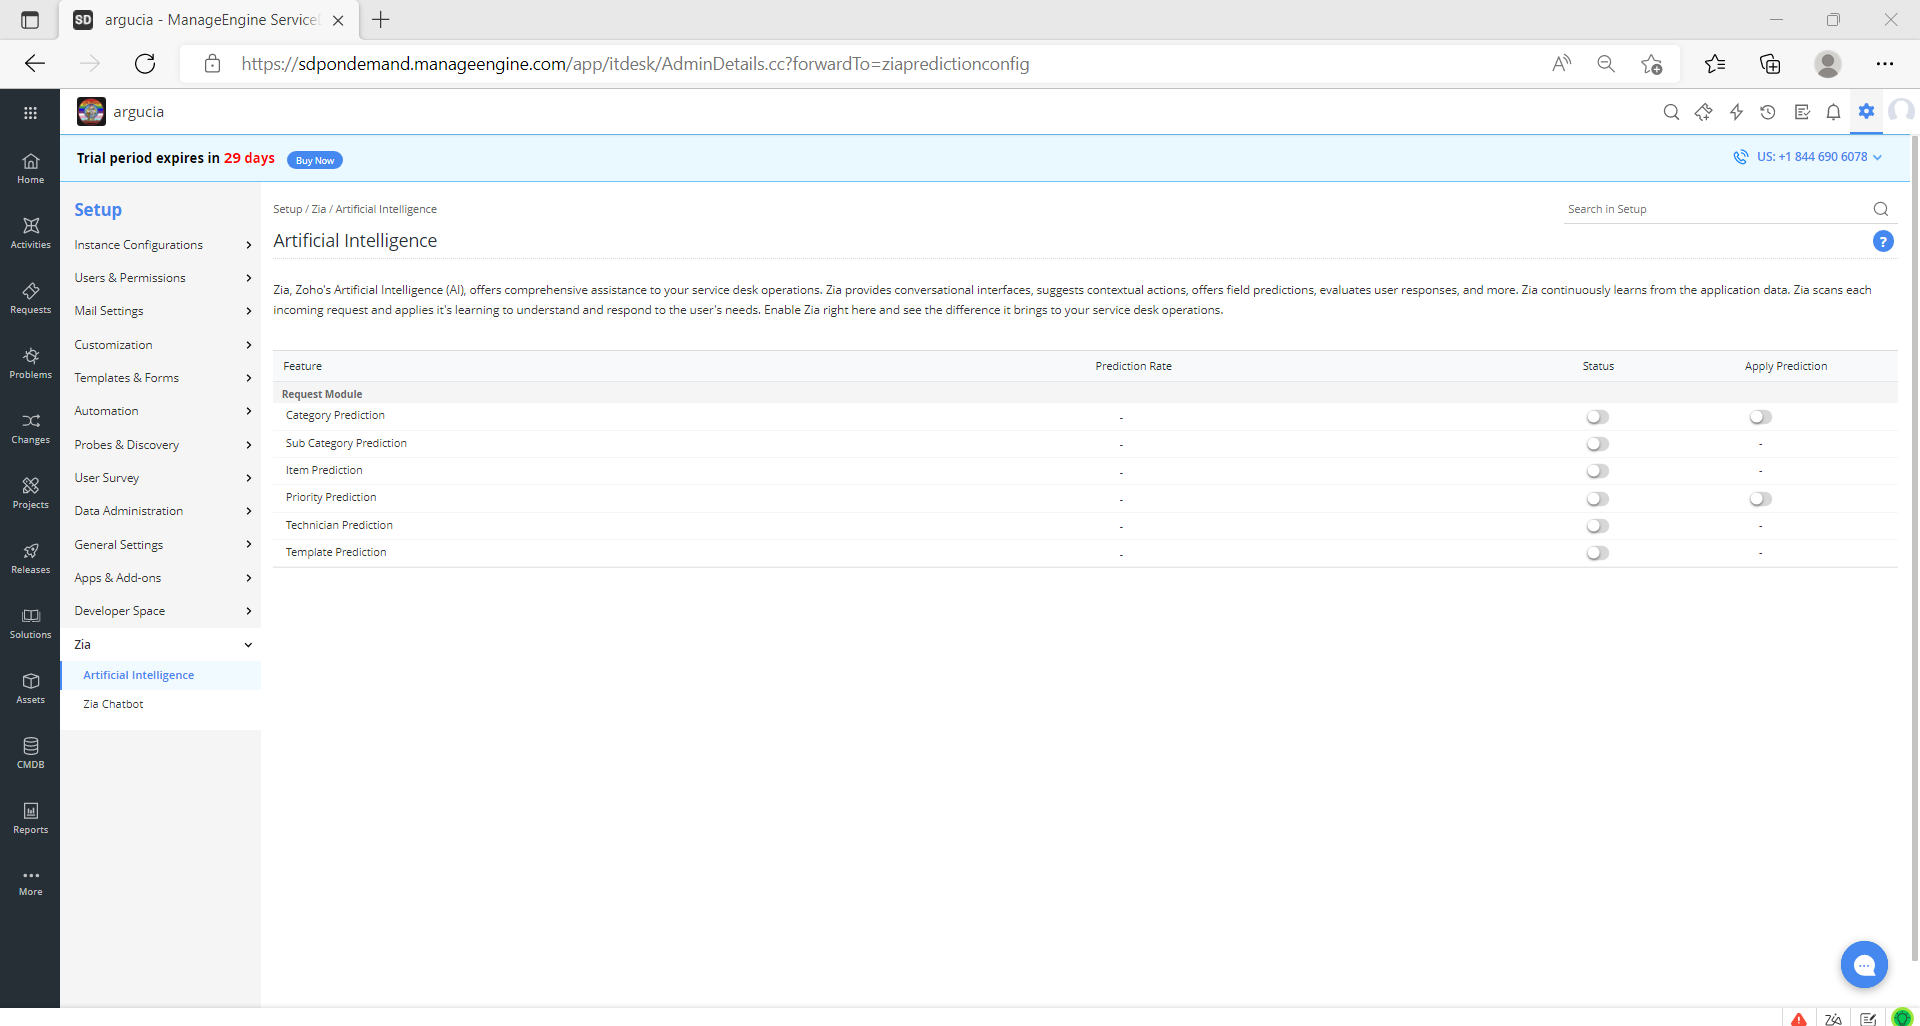 SD argucia - ManageEngine Service
https://sdpondemand.manageengine.com/app/itdesk/AdminDetails.cc?forwardTo=ziapredictionconfig
argucia
Trial period expires in 29 days Buy Now
US: +1 844 690 6078
Home
Activities
Requests
Problems
Changes
Projects
Releases
Solutions
Assets
CMDB
Reports
More
Setup
Instance Configurations
Users & Permissions
Mail Settings
Customization
Templates & Forms
Automation
Probes & Discovery
User Survey
Data Administration
General Settings
Apps & Add-ons
Developer Space
Zia
Artificial Intelligence
Zia Chatbot
Setup / Zia / Artificial Intelligence
Search in Setup
Artificial Intelligence
?
Zia, Zoho's Artificial Intelligence (AI), offers comprehensive assistance to your service desk operations. Zia provides conversational interfaces, suggests contextual actions, offers field predictions, evaluates user responses, and more. Zia continuously learns from the application data. Zia scans each
incoming request and applies it's learning to understand and respond to the user's needs. Enable Zia right here and see the difference it brings to your service desk operations.
Feature Prediction Rate Status Apply Prediction
Request Module
Category Prediction -
Sub Category Prediction - -
Item Prediction - -
Priority Prediction -
Technician Prediction - -
Template Prediction - -